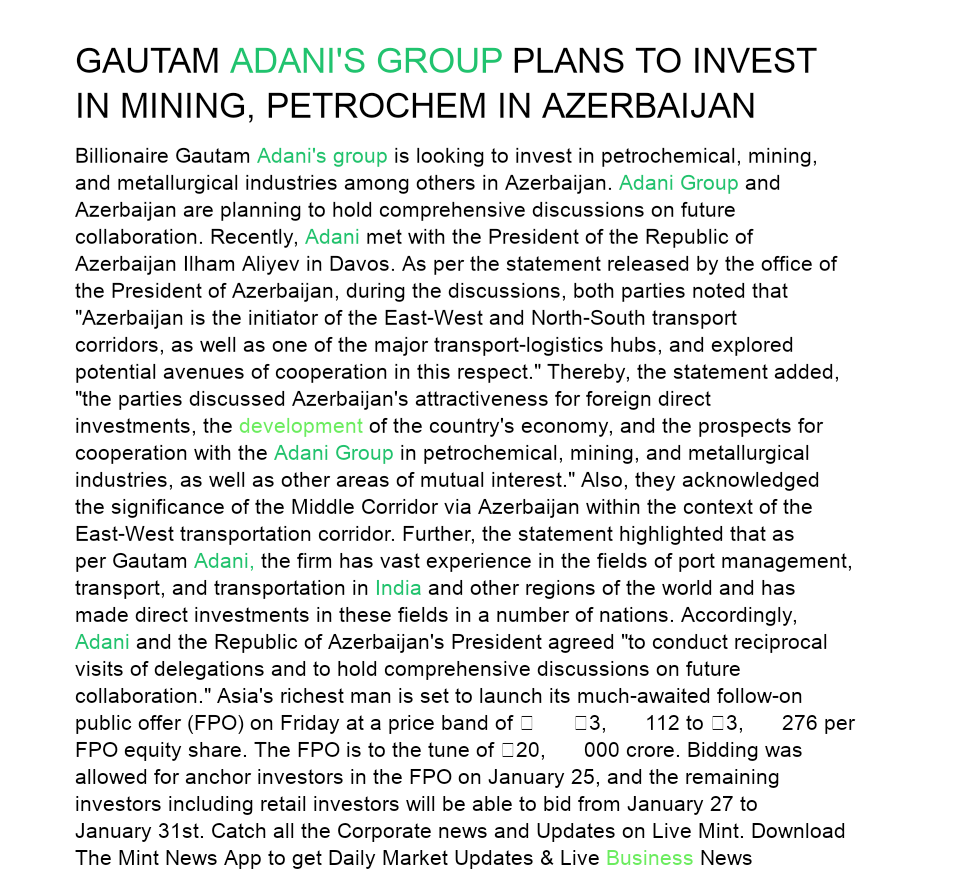 GAUTAM ADANI'S GROUP PLANS TO INVEST
IN MINING, PETROCHEM IN AZERBAIJAN
Billionaire Gautam Adani's group is looking to invest in petrochemical, mining,
and metallurgical industries among others in Azerbaijan. Adani Group and
Azerbaijan are planning to hold comprehensive discussions on future
collaboration. Recently, Adani met with the President of the Republic of
Azerbaijan Ilham Aliyev in Davos. As per the statement released by the office of
the President of Azerbaijan, during the discussions, both parties noted that
"Azerbaijan is the initiator of the East-West and North-South transport
corridors, as well as one of the major transport-logistics hubs, and explored
potential avenues of cooperation in this respect." Thereby, the statement added,
"the parties discussed Azerbaijan's attractiveness for foreign direct
investments, the development of the country's economy, and the prospects for
cooperation with the Adani Group in petrochemical, mining, and metallurgical
industries, as well as other areas of mutual interest." Also, they acknowledged
the significance of the Middle Corridor via Azerbaijan within the context of the
East-West transportation corridor. Further, the statement highlighted that as
per Gautam Adani, the firm has vast experience in the fields of port management,
transport, and transportation in India and other regions of the world and has
made direct investments in these fields in a number of nations. Accordingly,
Adani and the Republic of Azerbaijan's President agreed "to conduct reciprocal
visits of delegations and to hold comprehensive discussions on future
collaboration." Asia's richest man is set to launch its much-awaited follow-on
public offer (FPO) on Friday at a price band of □ □3, 112 to □3, 276 per
FPO equity share. The FPO is to the tune of □20, 000 crore. Bidding was
allowed for anchor investors in the FPO on January 25, and the remaining
investors including retail investors will be able to bid from January 27 to
January 31st. Catch all the Corporate news and Updates on Live Mint. Download
The Mint News App to get Daily Market Updates & Live Business News